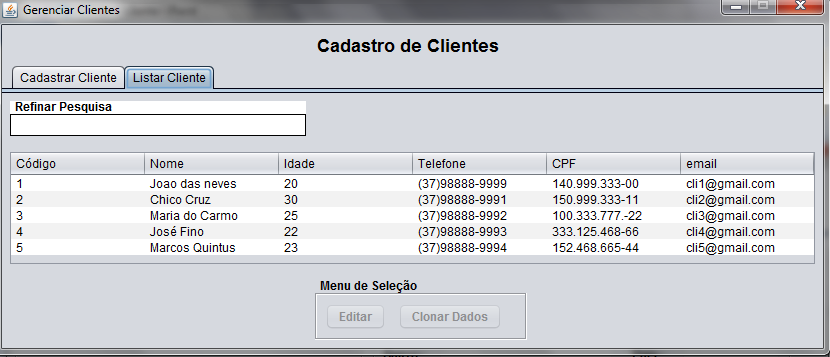 Gerenciar Clientes
Cadastro de Clientes
Cadastrar Cliente Listar Cliente
Refinar Pesquisa
Código Nome Idade Telefone CPF email
1 Joao das neves 20 (37)98888-9999 140.999.333-00 cli1@gmail.com
2 Chico Cruz 30 (37)98888-9991 150.999.333-11 cli2@gmail.com
3 Maria do Carmo 25 (37)98888-9992 100.333.777.-22 cli3@gmail.com
4 José Fino 22 (37)98888-9993 333.125.468-66 cli4@gmail.com
5 Marcos Quintus 23 (37)98888-9994 152.468.665-44 cli5@gmail.com
Menu de Seleção
Editar Clonar Dados